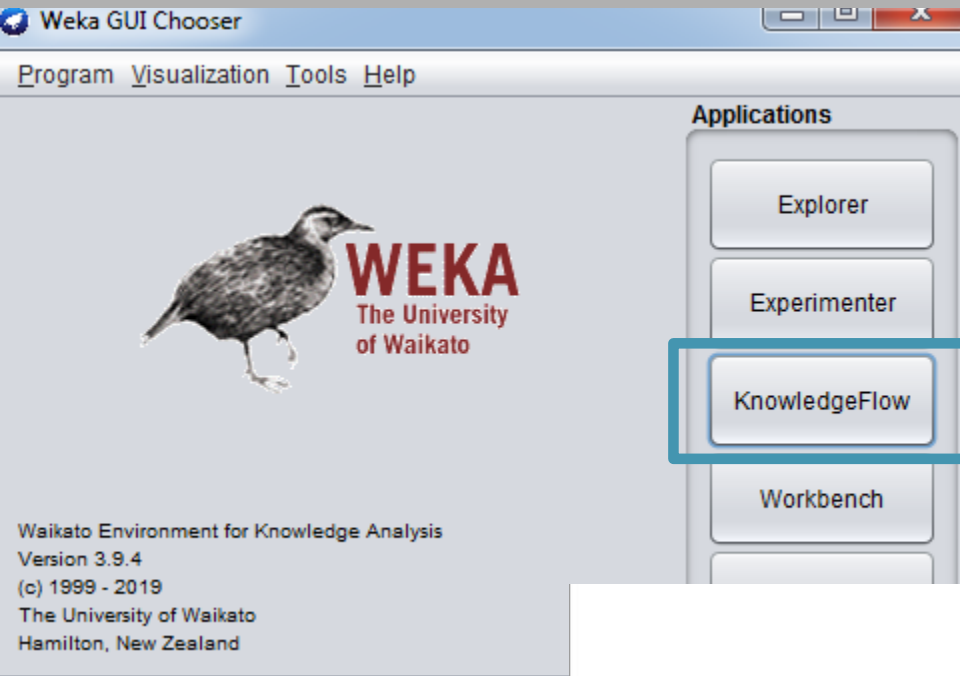 Weka GUI Chooser
Program Visualization Tools Help
Applications
Explorer
Experimenter
KnowledgeFlow
Workbench
WEKA
The University
of Waikato
Waikato Environment for Knowledge Analysis
Version 3.9.4
(c) 1999 - 2019
The University of Waikato
Hamilton, New Zealand